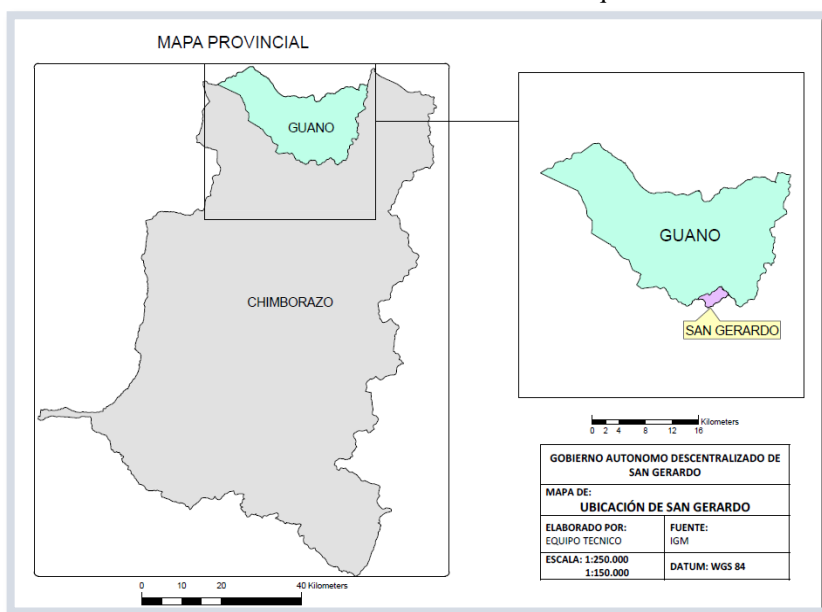 MAPA PROVINCIAL
GUANO
CHIMBORAZO
0 10 20 40 Kilometers
GUANO
SAN GERARDO
Kilometers
0 2 4 8 12 16
GOBIERNO AUTONOMO DESCENTRALIZADO DE
SAN GERARDO
MAPA DE:
UBICACIÓN DE SAN GERARDO
ELABORADO POR:
EQUIPO TECNICO
FUENTE:
IGM
ESCALA: 1:250.000
1:150.000
DATUM: WGS 84